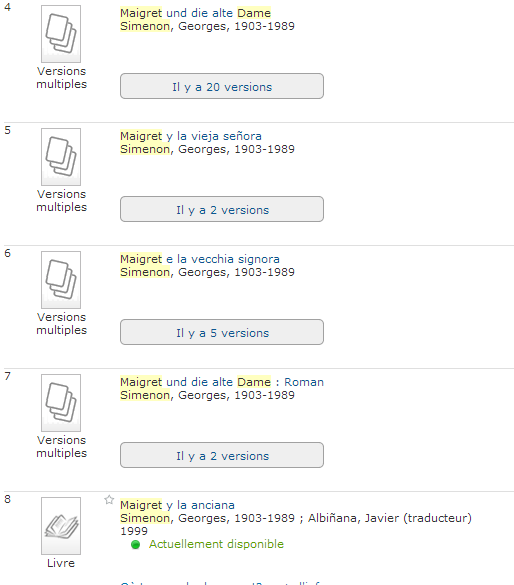 4
Maigret und die alte Dame
Simenon, Georges, 1903-1989
Versions
multiples
Il y a 20 versions
5
Maigret y la vieja señora
Simenon, Georges, 1903-1989
Versions
multiples
Il y a 2 versions
6
Maigret e la vecchia signora
Simenon, Georges, 1903-1989
Versions
multiples
Il y a 5 versions
7
Maigret und die alte Dame : Roman
Simenon, Georges, 1903-1989
Versions
multiples
Il y a 2 versions
8
Maigret y la anciana
Simenon, Georges, 1903-1989 ; Albiñana, Javier (traducteur)
1999
Actuellement disponible
Livre